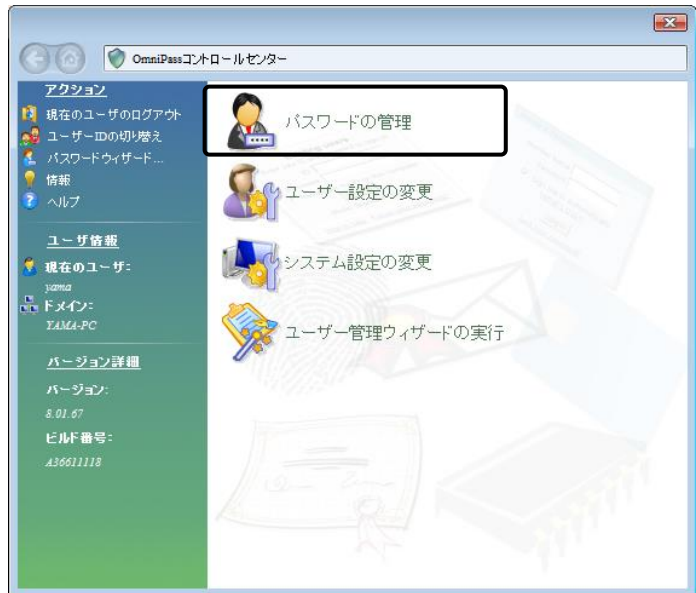 OmniPassコントロールセンター
アクション
現在のユーザのログアウト
ユーザーIDの切り替え
パスワードウィザード...
情報
ヘルプ
ユーザ情報
現在のユーザ:
yama
ドメイン:
YAMA-PC
バージョン詳細
バージョン:
8.01.67
ビルド番号:
A36611118
パスワードの管理
ユーザー設定の変更
システム設定の変更
ユーザー管理ウィザードの実行